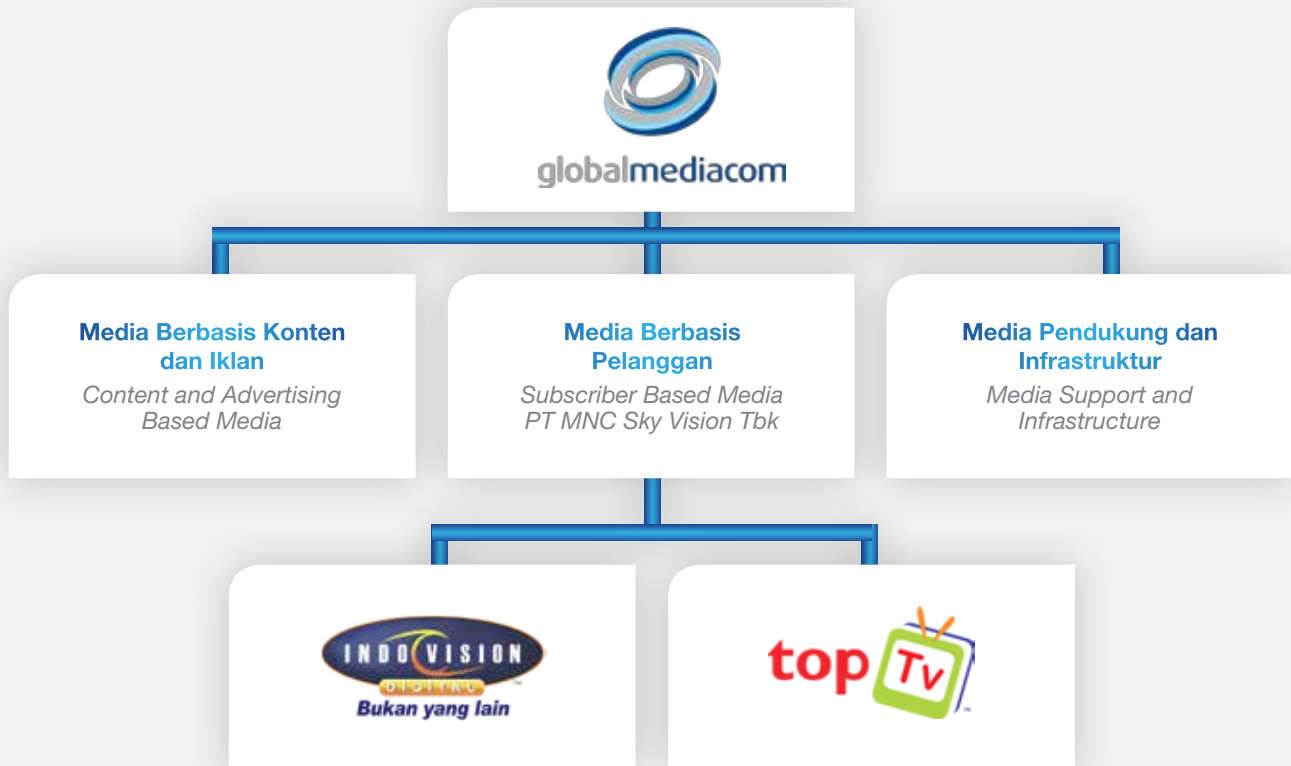 globalmediacom
Media Berbasis Konten
dan Iklan
Content and Advertising
Based Media
Media Berbasis
Pelanggan
Subscriber Based Media
PT MNC Sky Vision Tbk
Media Pendukung dan
Infrastruktur
Media Support and
Infrastructure
INDOVISION
DIGITAL
Bukan yang lain
top Tv